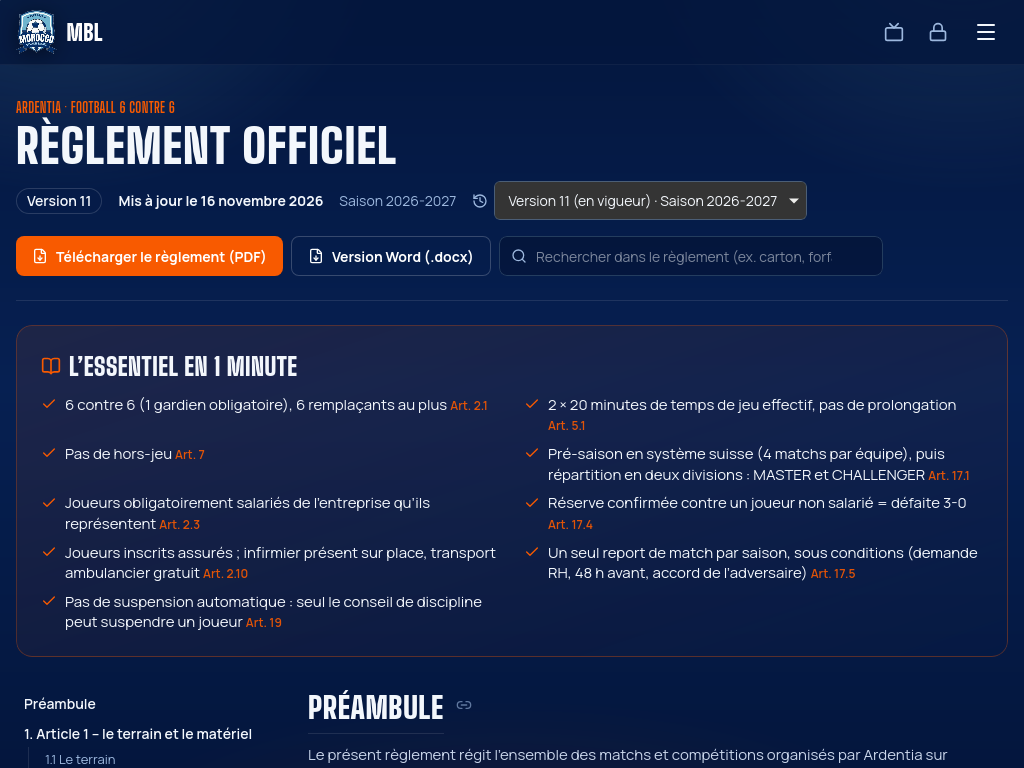 MOROCCO
MBL
ARDENTIA · FOOTBALL 6 CONTRE 6
RÈGLEMENT OFFICIEL
Version 11
Mis à jour le 16 novembre 2026
Saison 2026-2027
Version 11 (en vigueur) · Saison 2026-2027
Télécharger le règlement (PDF)
Version Word (.docx)
Rechercher dans le règlement (ex. carton, forf
L'ESSENTIEL EN 1 MINUTE
6 contre 6 (1 gardien obligatoire), 6 remplaçants au plus Art. 2.1
2 × 20 minutes de temps de jeu effectif, pas de prolongation
Art. 5.1
Pas de hors-jeu Art. 7
Pré-saison en système suisse (4 matchs par équipe), puis
répartition en deux divisions : MASTER et CHALLENGER Art. 17.1
Joueurs obligatoirement salariés de l'entreprise qu'ils
représentent Art. 2.3
Réserve confirmée contre un joueur non salarié = défaite 3-0
Art. 17.4
Joueurs inscrits assurés ; infirmier présent sur place, transport
ambulancier gratuit Art. 2.10
Un seul report de match par saison, sous conditions (demande
RH, 48 h avant, accord de l'adversaire) Art. 17.5
Pas de suspension automatique : seul le conseil de discipline
peut suspendre un joueur Art. 19
Préambule
1. Article 1 – le terrain et le matériel
1.1 Le terrain
PRÉAMBULE
Le présent règlement régit l'ensemble des matchs et compétitions organisés par Ardentia sur